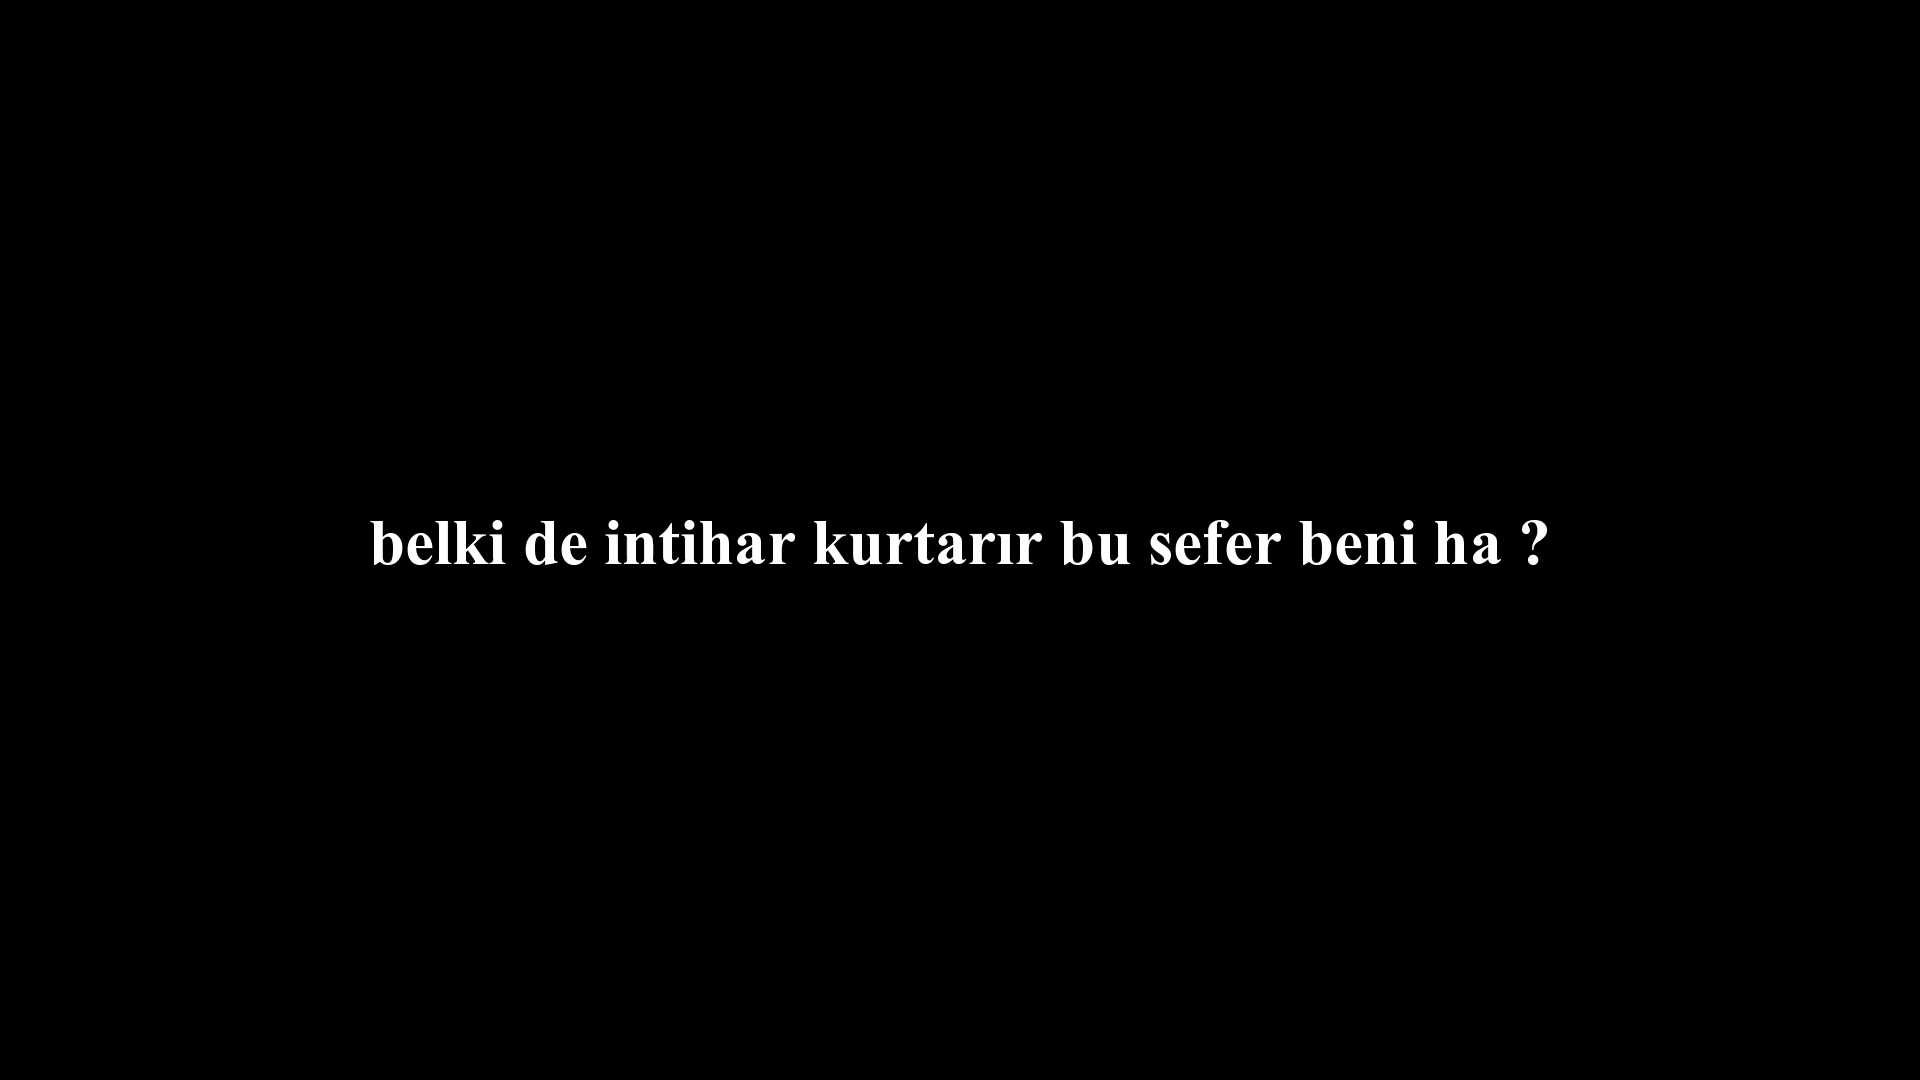 belki de intihar kurtarır bu sefer beni ha ?